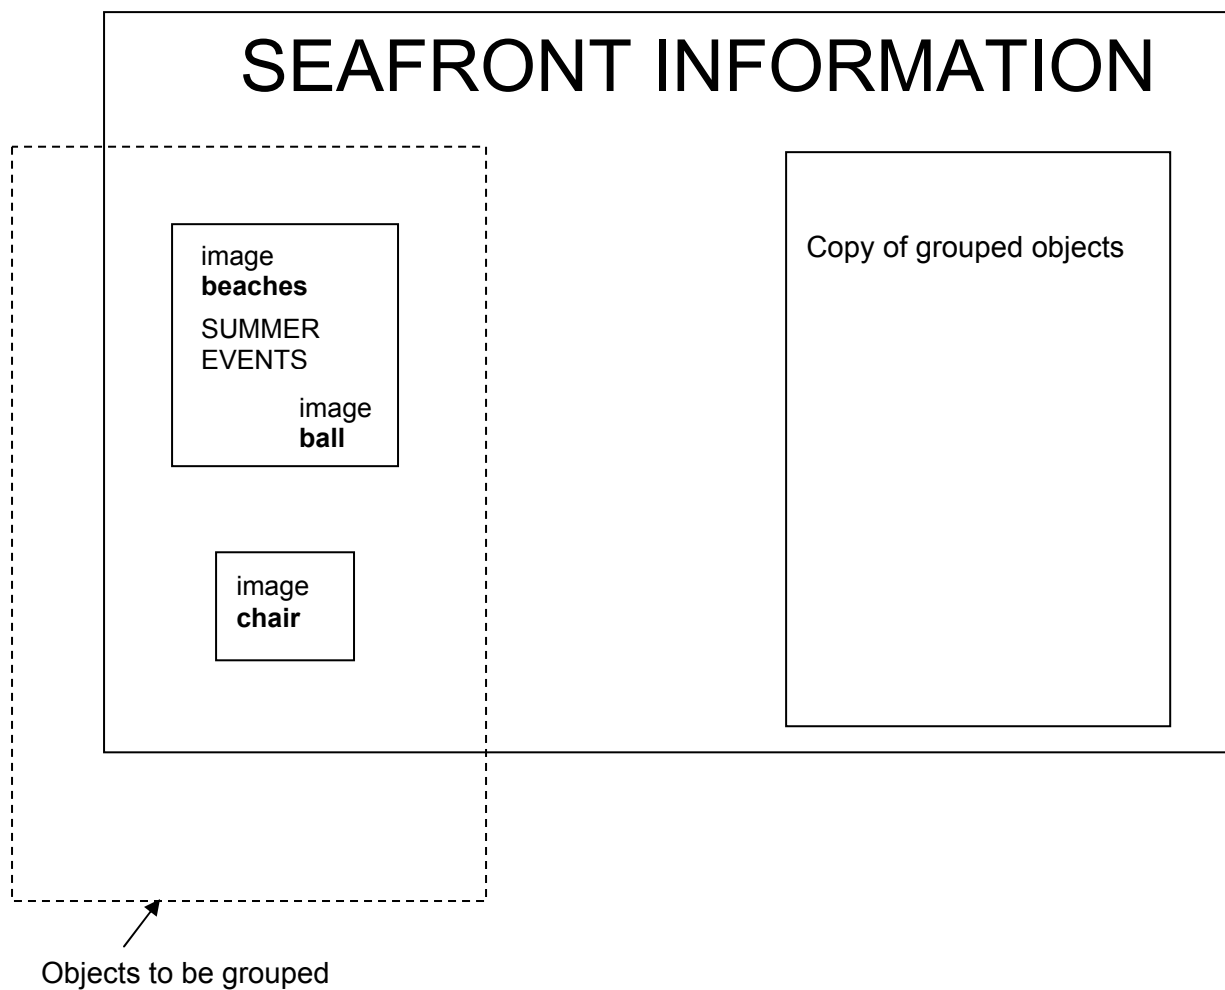 SEAFRONT INFORMATION
image
beaches
SUMMER
EVENTS
image
ball
image
chair
Copy of grouped objects
Objects to be grouped